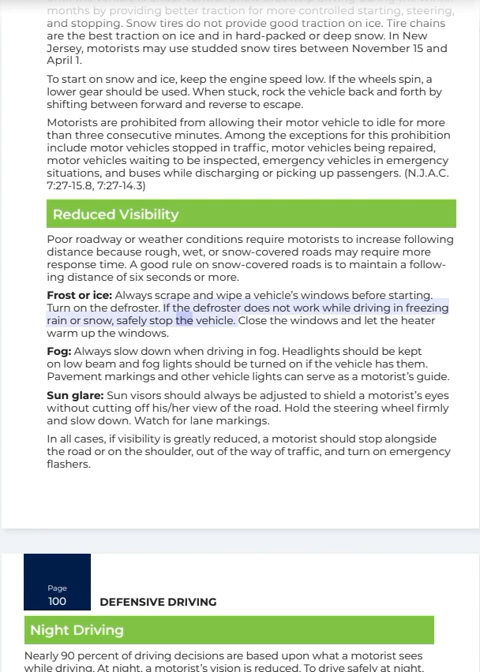 months by providing better traction for more controlled starting, steering,
and stopping. Snow tires do not provide good traction on ice. Tire chains
are the best traction on ice and in hard-packed or deep snow. In New
Jersey, motorists may use studded snow tires between November 15 and
April 1.
To start on snow and ice, keep the engine speed low. If the wheels spin, a
lower gear should be used. When stuck, rock the vehicle back and forth by
shifting between forward and reverse to escape.
Motorists are prohibited from allowing their motor vehicle to idle for more
than three consecutive minutes. Among the exceptions for this prohibition
include motor vehicles stopped in traffic, motor vehicles being repaired,
motor vehicles waiting to be inspected, emergency vehicles in emergency
situations, and buses while discharging or picking up passengers. (N.J.A.C.
7:27-15.8, 7:27-14.3)
Reduced Visibility
Poor roadway or weather conditions require motorists to increase following
distance because rough, wet, or snow-covered roads may require more
response time. A good rule on snow-covered roads is to maintain a follow-
ing distance of six seconds or more.
Frost or ice: Always scrape and wipe a vehicle's windows before starting.
Turn on the defroster. If the defroster does not work while driving in freezing
rain or snow, safely stop the vehicle. Close the windows and let the heater
warm up the windows.
Fog: Always slow down when driving in fog. Headlights should be kept
on low beam and fog lights should be turned on if the vehicle has them.
Pavement markings and other vehicle lights can serve as a motorist's guide.
Sun glare: Sun visors should always be adjusted to shield a motorist's eyes
without cutting off his/her view of the road. Hold the steering wheel firmly
and slow down. Watch for lane markings.
In all cases, if visibility is greatly reduced, a motorist should stop alongside
the road or on the shoulder, out of the way of traffic, and turn on emergency
flashers.
Page
100
DEFENSIVE DRIVING
Night Driving
Nearly 90 percent of driving decisions are based upon what a motorist sees
while driving. At night, a motorist's vision is reduced. To drive safely at night,